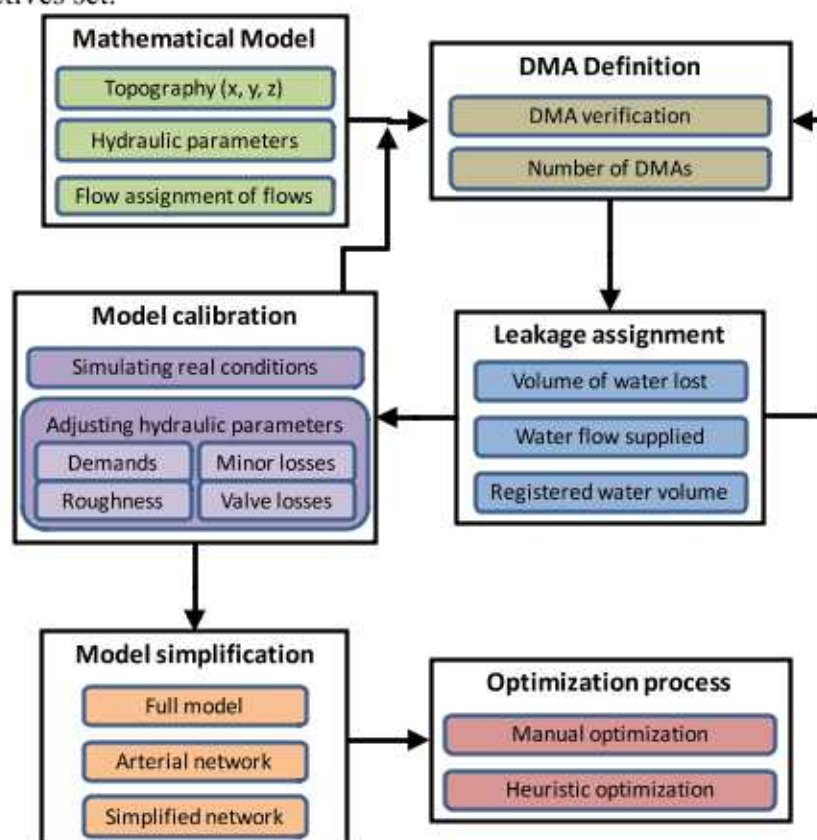 tives set.
Mathematical Model
Topography (x, y, z)
Hydraulic parameters
Flow assignment of flows
DMA Definition
DMA verification
Number of DMAs
Model calibration
Simulating real conditions
Adjusting hydraulic parameters
Demands
Minor losses
Roughness
Valve losses
Leakage assignment
Volume of water lost
Water flow supplied
Registered water volume
Model simplification
Full model
Arterial network
Simplified network
Optimization process
Manual optimization
Heuristic optimization